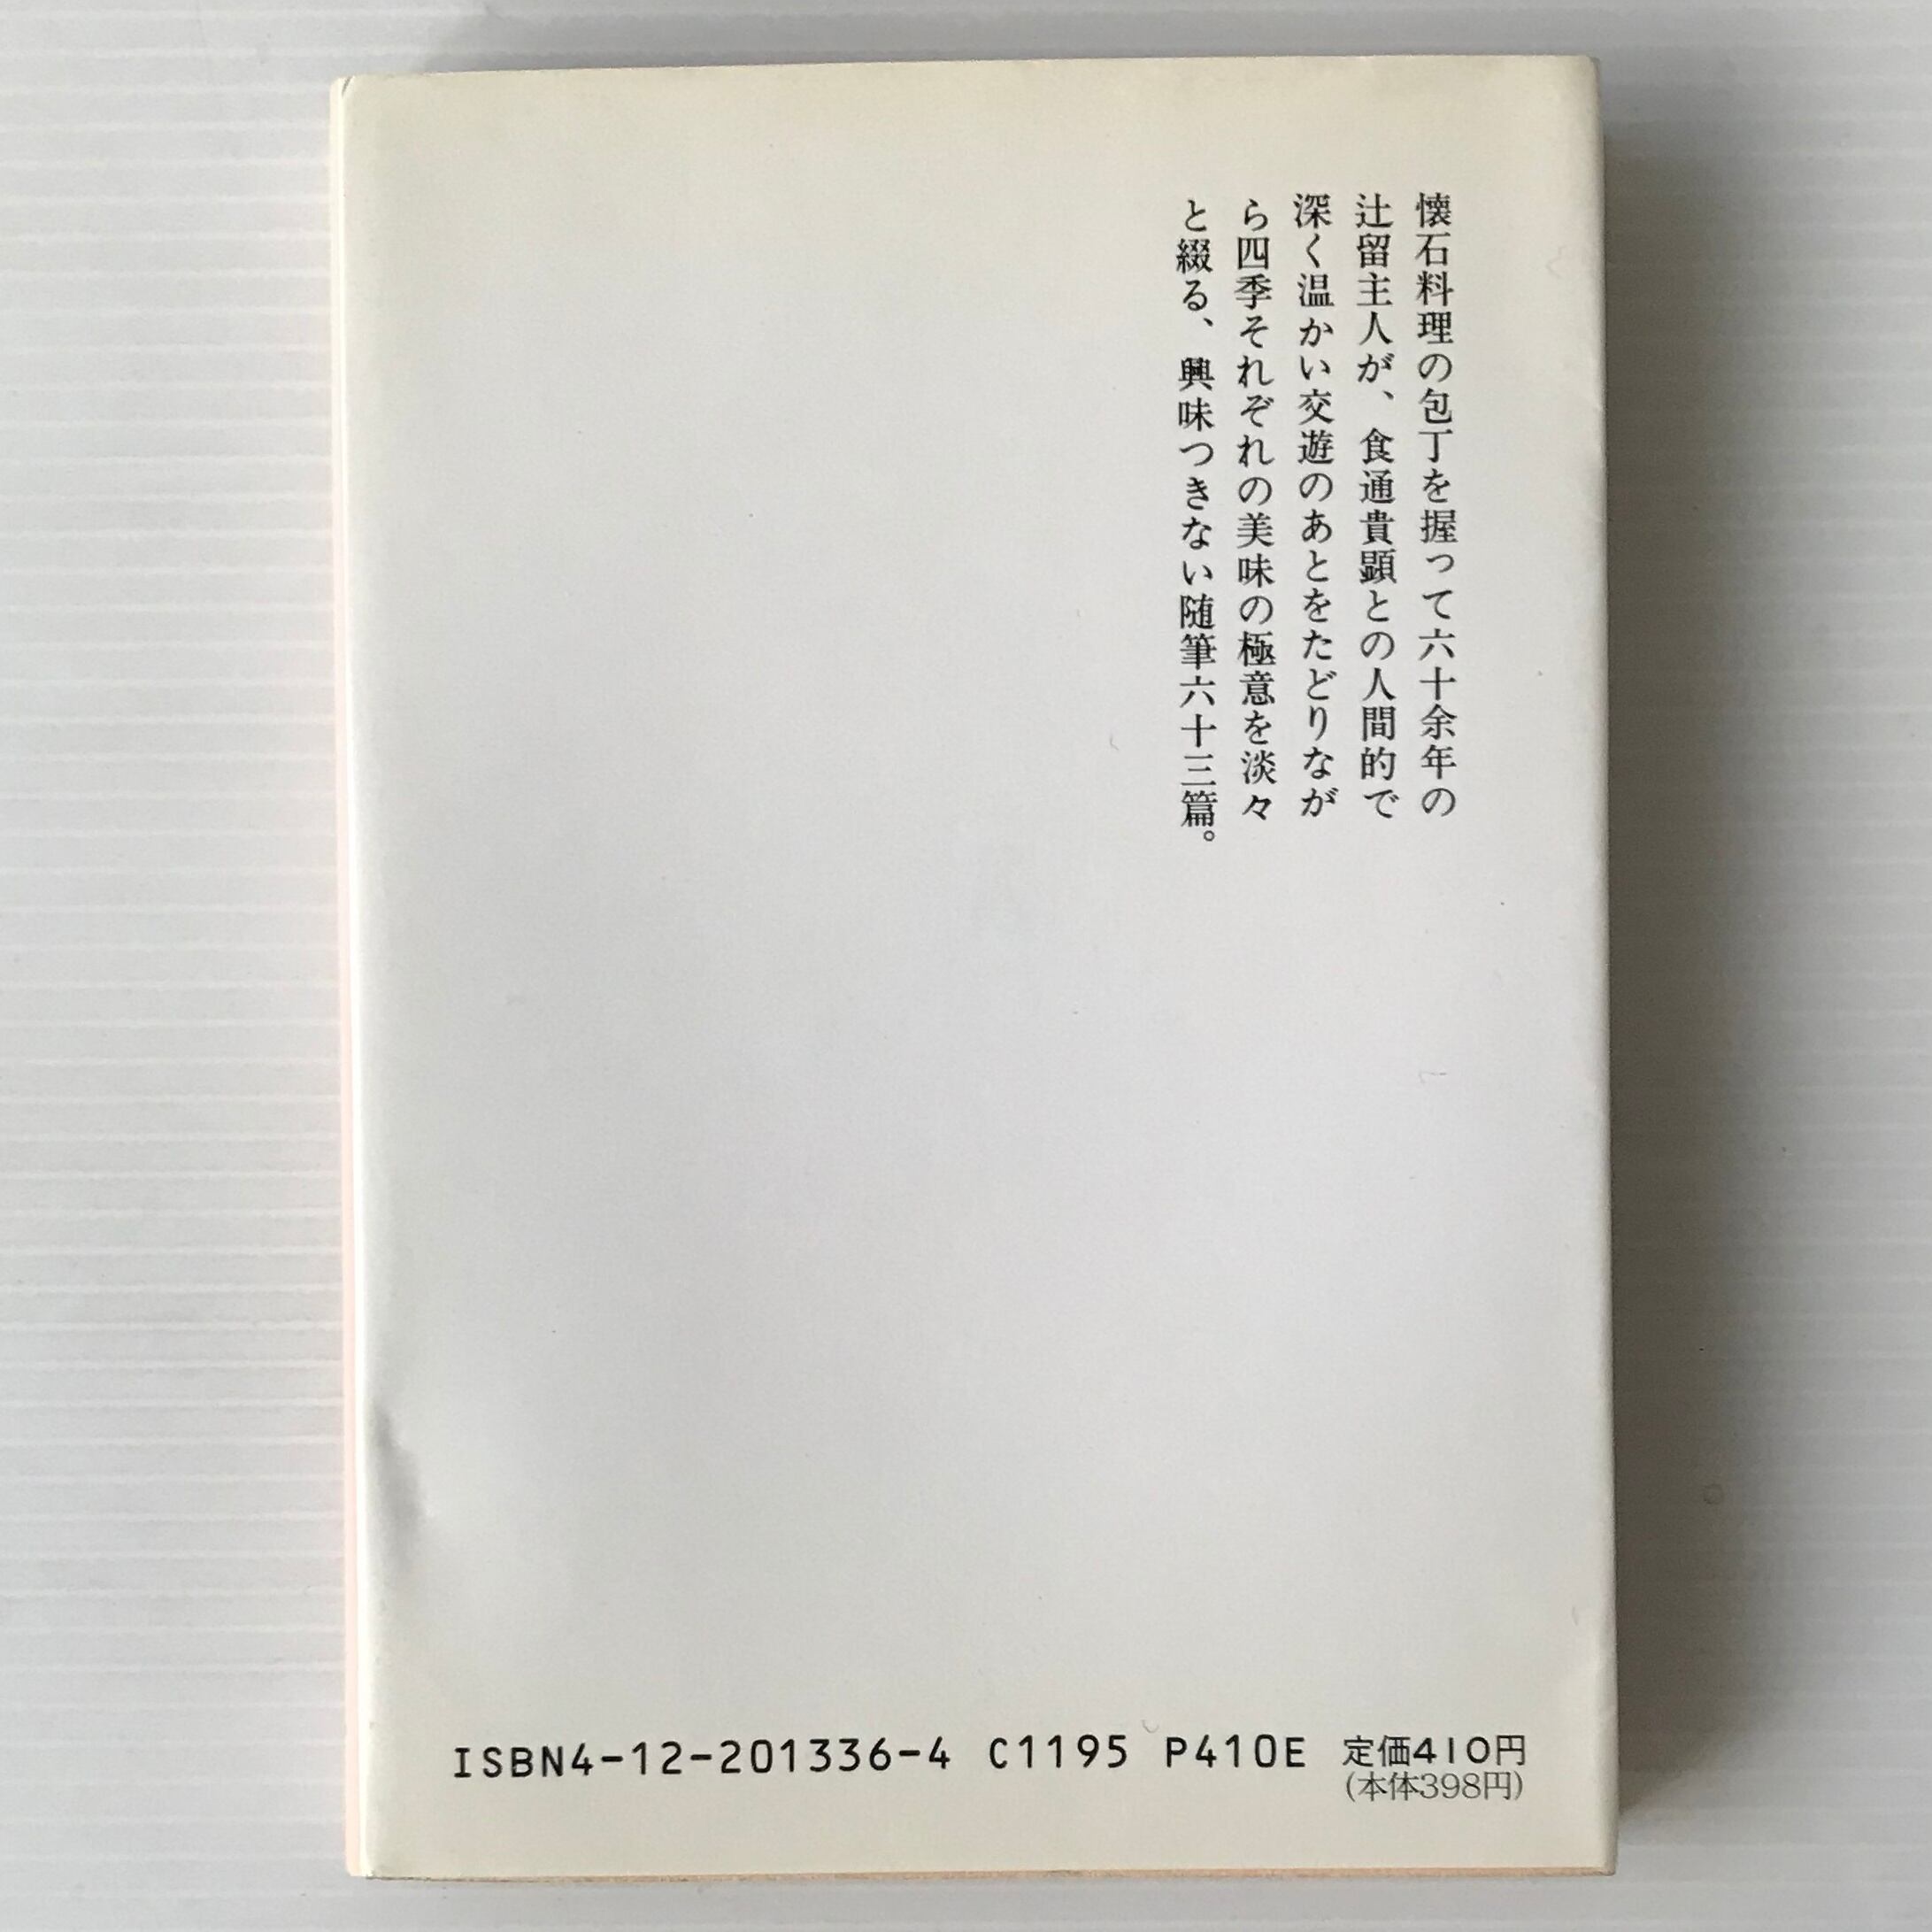 懐石料理の包丁を握って六十余年の
辻留主人が、食通貴顕との人間的で
深く温かい交遊のあとをたどりなが
ら四季それぞれの美味の極意を淡々
と綴る、興味つきない随筆六十三篇。
ISBN4-12-201336-4 C1195 P410E 定価410円
(本体398円)